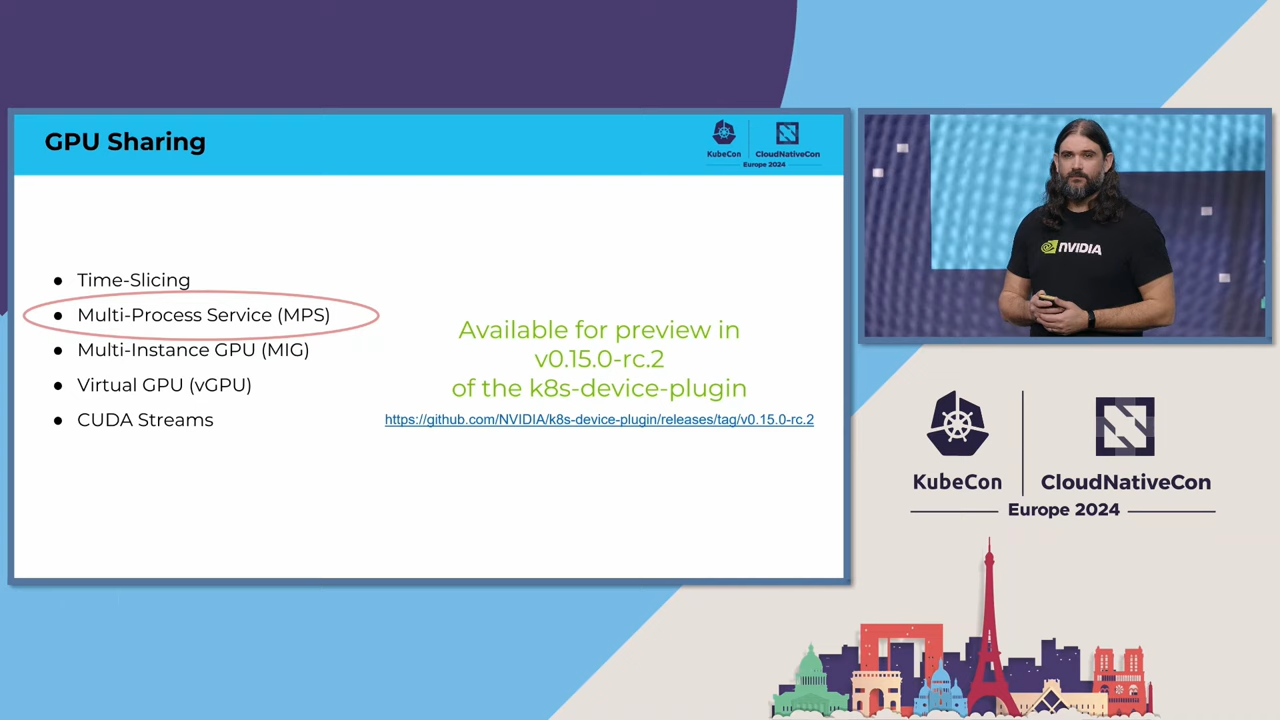 GPU Sharing
KubeCon
CloudNativeCon
Europe 2024
● Time-Slicing
● Multi-Process Service (MPS)
● Multi-Instance GPU (MIG)
● Virtual GPU (vGPU)
● CUDA Streams
Available for preview in
v0.15.0-rc.2
of the k8s-device-plugin
https://github.com/NVIDIA/k8s-device-plugin/releases/tag/v0.15.0-rc.2
NVIDIA
KubeCon
CloudNativeCon
Europe 2024